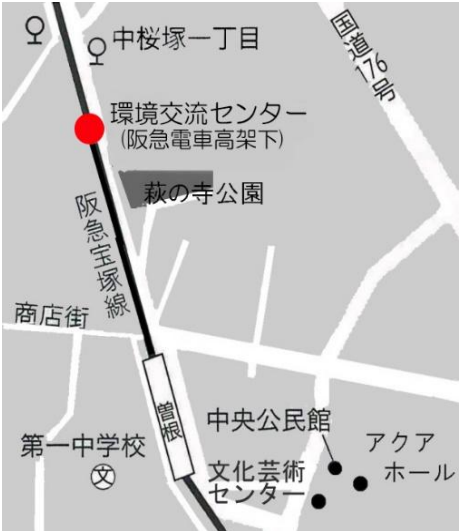 国道176号
中桜塚一丁目
環境交流センター
(阪急電車高架下)
萩の寺公園
阪急宝塚線
商店街
曽根
中央公民館
アクア
ホール
第一中学校
文
文化芸術
センター